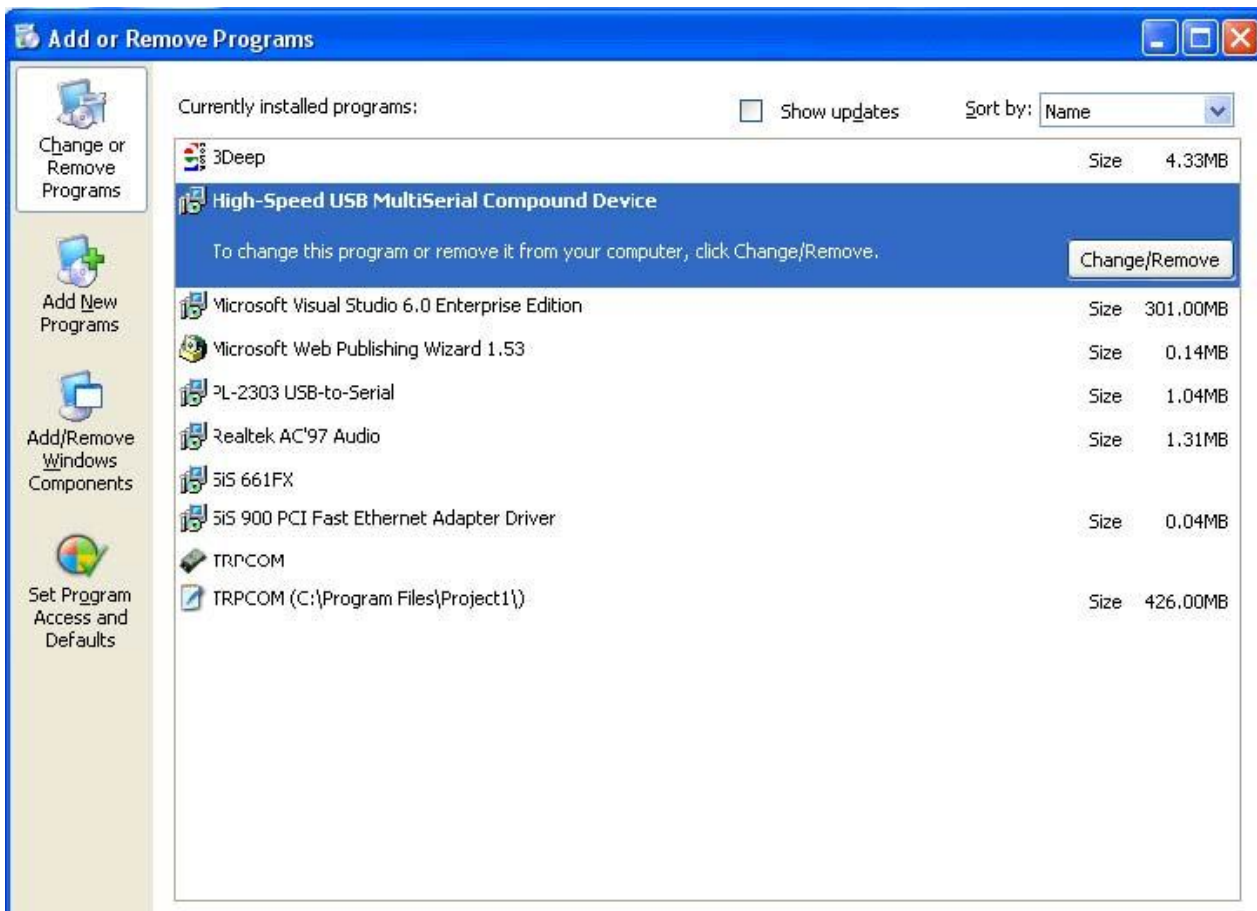 Add or Remove Programs
Change or
Remove
Programs
Add New
Programs
Add/Remove
Windows
Components
Set Program
Access and
Defaults
Currently installed programs:
Show updates
Sort by: Name
3Deep Size 4.33MB
High-Speed USB MultiSerial Compound Device
To change this program or remove it from your computer, click Change/Remove.
Change/Remove
Microsoft Visual Studio 6.0 Enterprise Edition Size 301.00MB
Microsoft Web Publishing Wizard 1.53 Size 0.14MB
PL-2303 USB-to-Serial Size 1.04MB
Realtek AC'97 Audio Size 1.31MB
SiS 661FX
SiS 900 PCI Fast Ethernet Adapter Driver Size 0.04MB
TRPCOM
TRPCOM (C:\Program Files\Project1\) Size 426.00MB